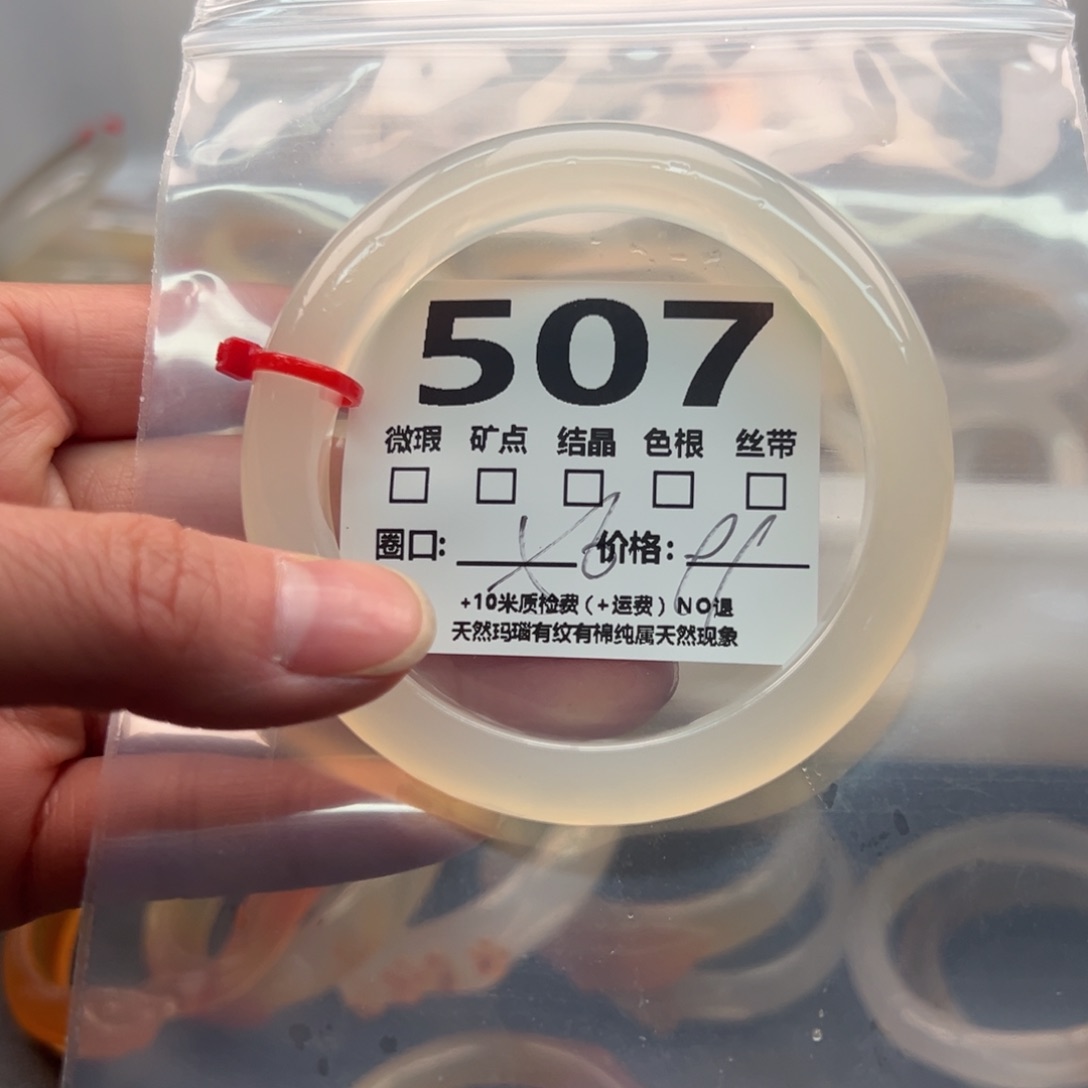 507
微瑕 矿点 结晶 色根 丝带
圈口: 价格:
+10米质检费(+运费)NO退
天然玛瑙有纹有棉纯属天然现象